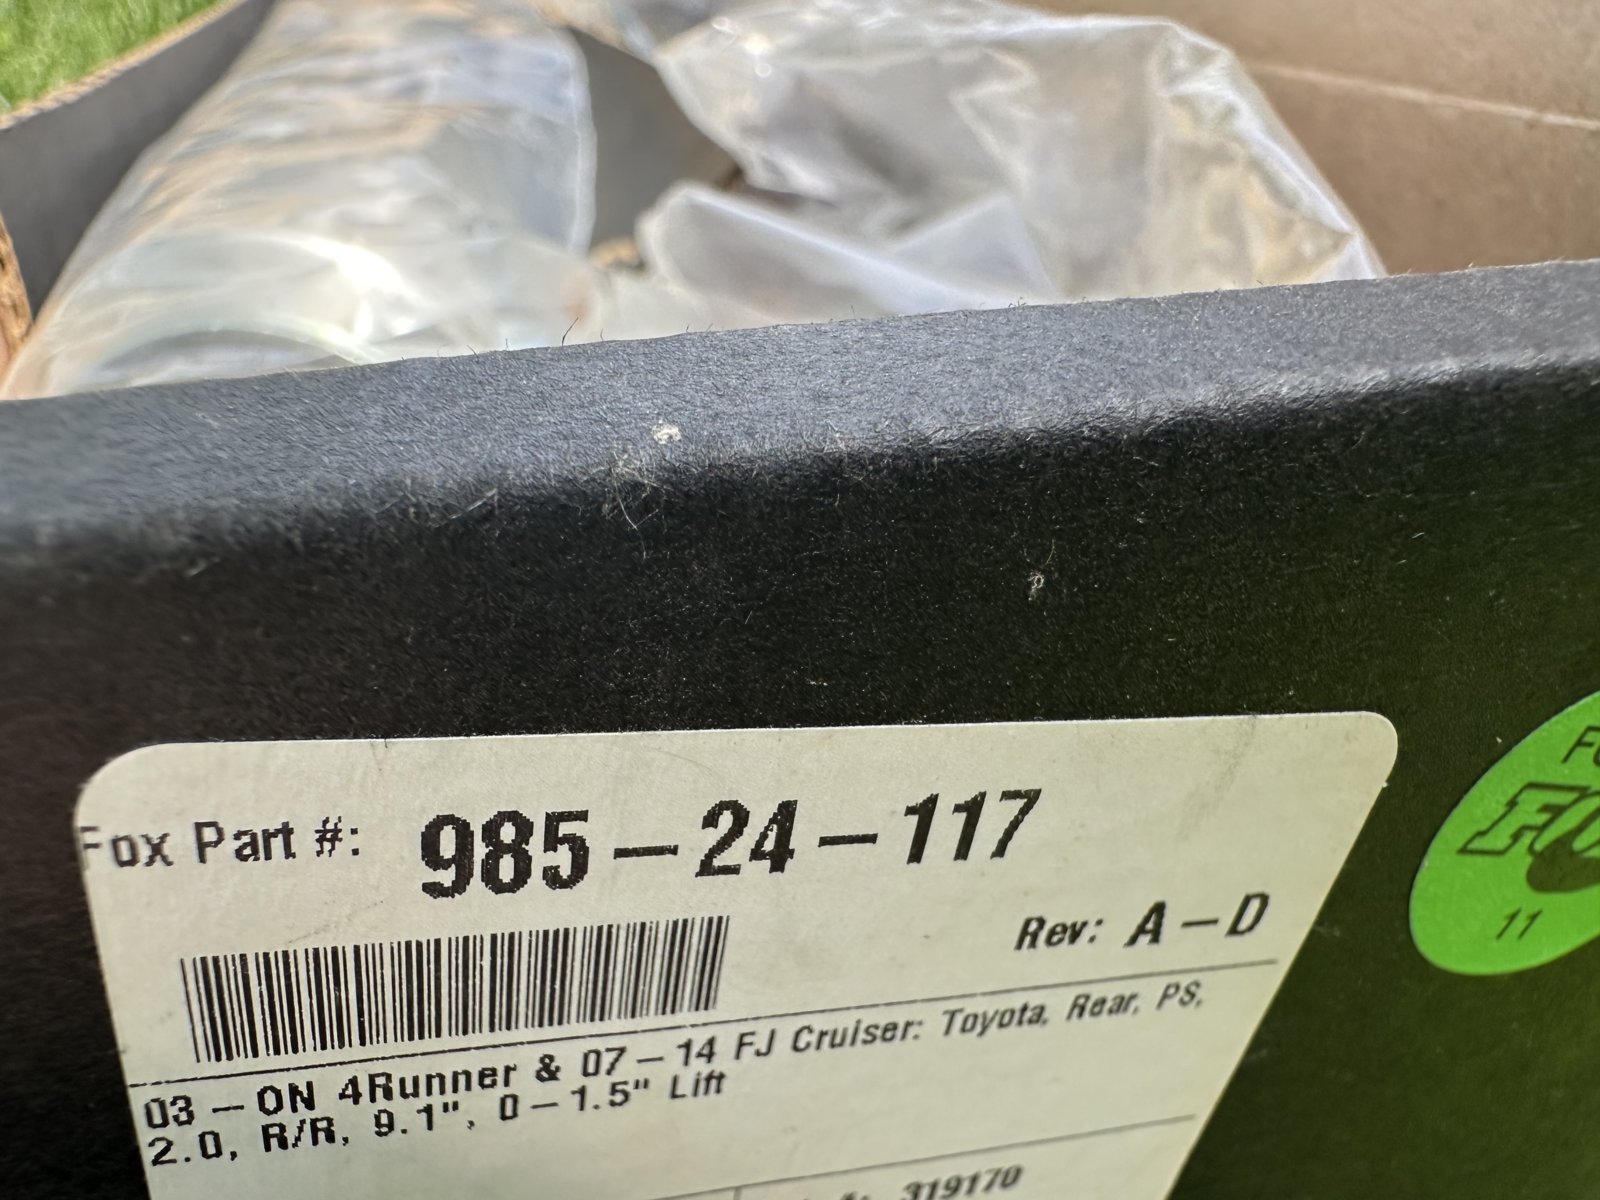 Fox Part #: 985-24-117
Rev: A-D
03-ON 4Runner & 07-14 FJ Cruiser: Toyota, Rear, PS,
2.0, R/R, 9.1", 0-1.5" Lift
319170
11